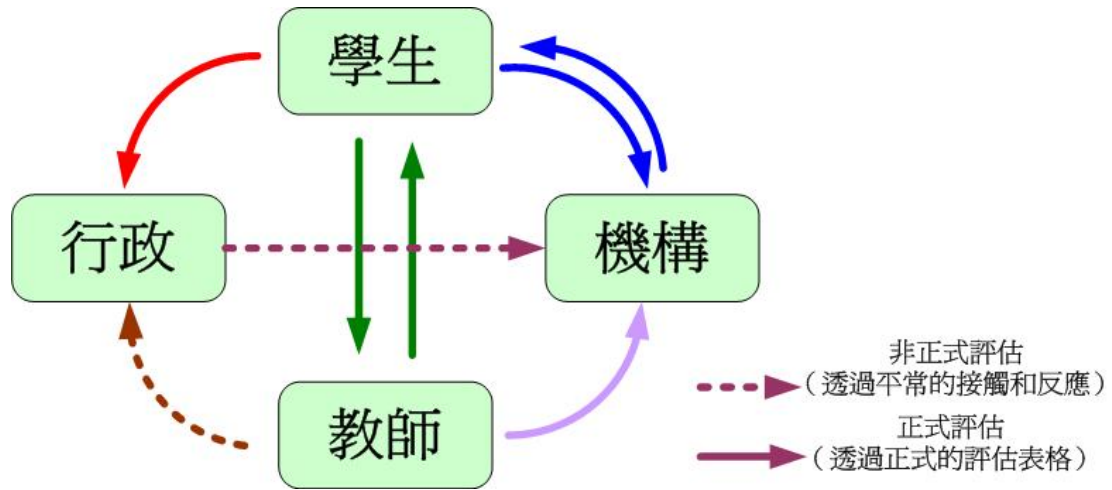 學生
行政
機構
教師
非正式評估
（透過平常的接觸和反應）
正式評估
（透過正式的評估表格）